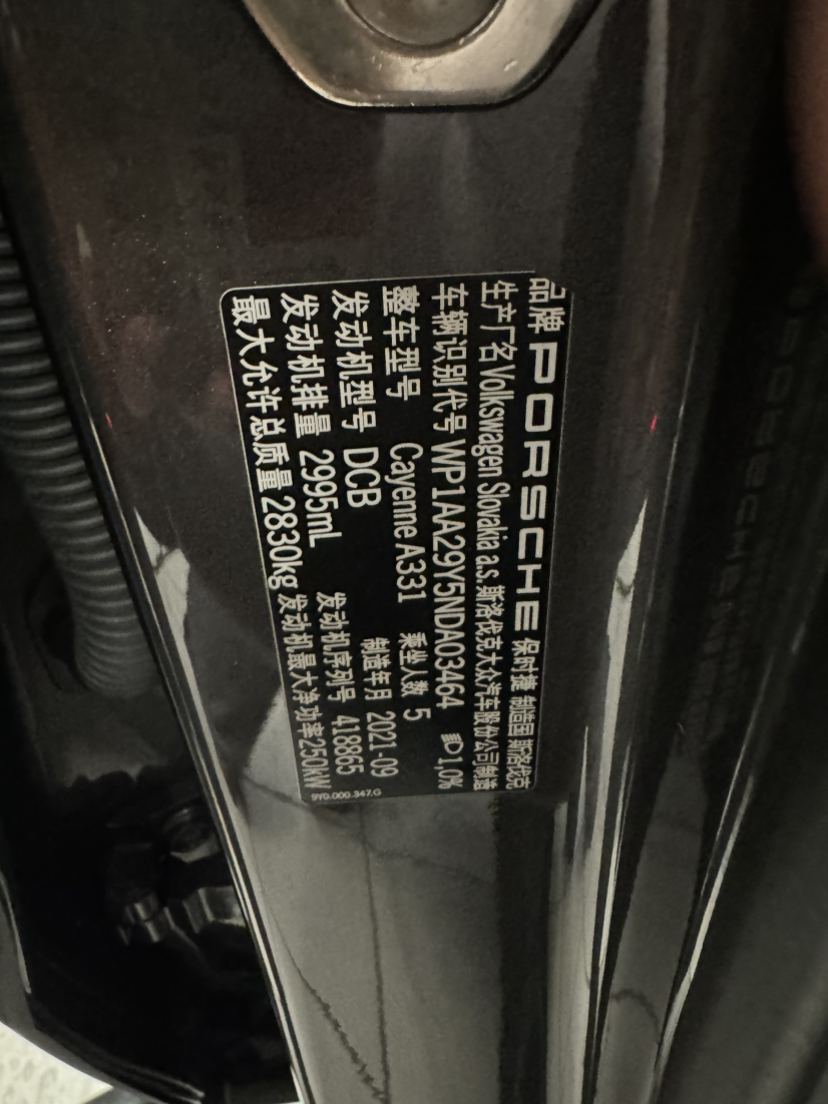 品牌 PORSCHE 保时捷 制造国 斯洛伐克
生产厂名 Volkswagen Slovakia a.s. 斯洛伐克大众汽车股份公司制造
车辆识别代号 WP1AA29Y5NDA03464 1,0%
整车型号 Cayenne A331 乘坐人数 5
发动机型号 DCB 制造年月 2021-09
发动机排量 2995mL 发动机序列号 418865
最大允许总质量 2830kg 发动机最大净功率 250kW
9Y0.000.347.G